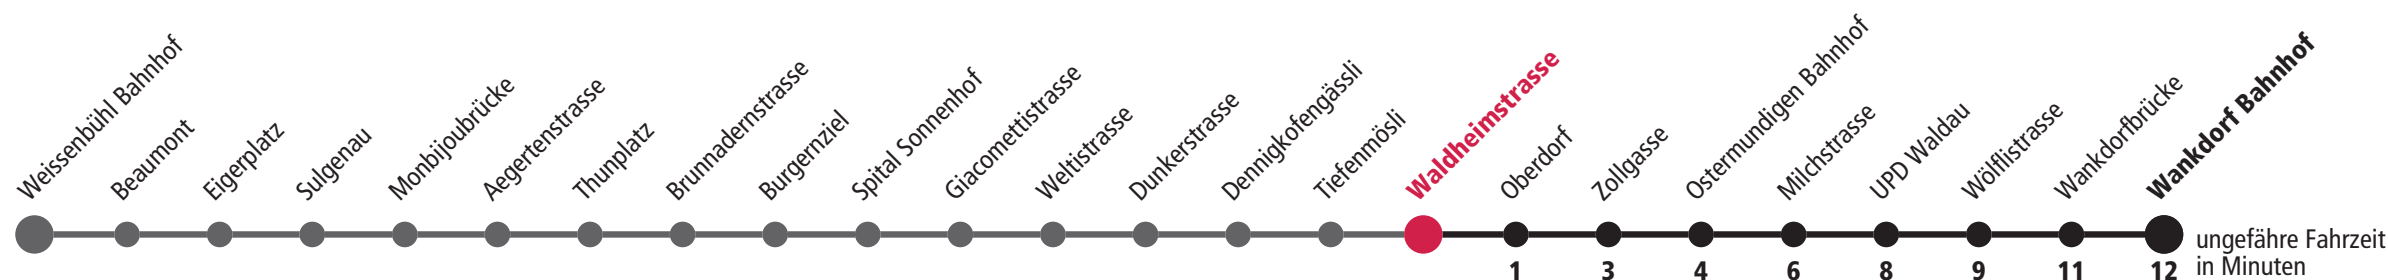 Weissenbühl Bahnhof
Beaumont
Eigerplatz
Sulgenau
Monbijoubrücke
Aegertenstrasse
Thunplatz
Brunnadernstrasse
Burgernziel
Spital Sonnenhof
Giacomettistrasse
Weltistrasse
Dunkerstrasse
Dennigkofengässli
Tiefenmösli
Waldheimstrasse
Oberdorf
Zollgasse
Ostermundigen Bahnhof
Milchstrasse
UPD Waldau
Wölflistrasse
Wankdorfbrücke
Wankdorf Bahnhof
ungefähre Fahrzeit
1 3 4 6 8 9 11 12 in Minuten